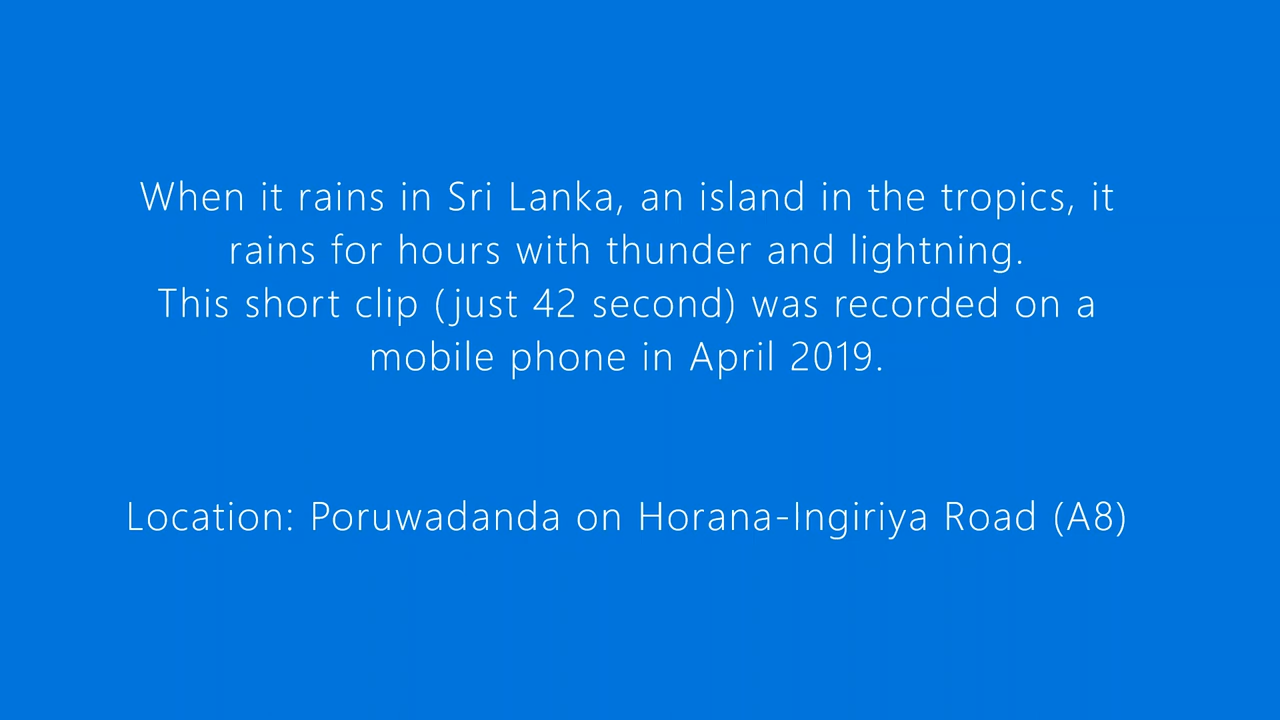 When it rains in Sri Lanka, an island in the tropics, it
rains for hours with thunder and lightning.
This short clip (just 42 second) was recorded on a
mobile phone in April 2019.
Location: Poruwadanda on Horana-Ingiriya Road (A8)